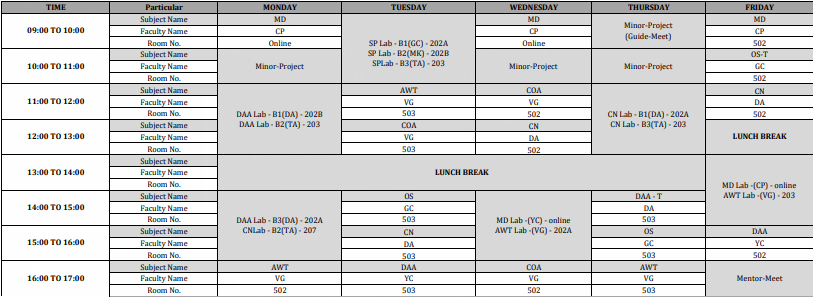 TIME Particular MONDAY TUESDAY WEDNESDAY THURSDAY FRIDAY
09:00 TO 10:00
Subject Name MD MD MD
Faculty Name CP CP CP
Room No. Online Online 502
SP Lab - B1(GC) - 202A
SP Lab - B2(MK) - 202B
SPLab - B3(TA) - 203
Minor-Project
(Guide-Meet)
10:00 TO 11:00
Subject Name OS-T
Faculty Name Minor-Project Minor-Project Minor-Project GC
Room No. 502
11:00 TO 12:00
Subject Name AWT COA CN
Faculty Name VG VG DA
Room No. 503 502 502
DAA Lab - B1(DA) - 202B
DAA Lab - B2(TA) - 203
CN Lab - B1(DA) - 202A
CN Lab - B3(TA) - 203
12:00 TO 13:00
Subject Name COA CN
Faculty Name VG DA LUNCH BREAK
Room No. 503 502
13:00 TO 14:00
Subject Name
Faculty Name LUNCH BREAK
Room No.
MD Lab -(CP) - online
AWT Lab -(VG) - 203
14:00 TO 15:00
Subject Name OS DAA - T
Faculty Name GC DA
Room No. 503 503
DAA Lab - B3(DA) - 202A
CNLab - B2(TA) - 207
MD Lab -(YC) - online
AWT Lab -(VG) - 202A
15:00 TO 16:00
Subject Name CN OS DAA
Faculty Name DA GC YC
Room No. 503 503 502
16:00 TO 17:00
Subject Name AWT DAA COA AWT
Faculty Name VG YC VG VG Mentor-Meet
Room No. 502 503 502 503